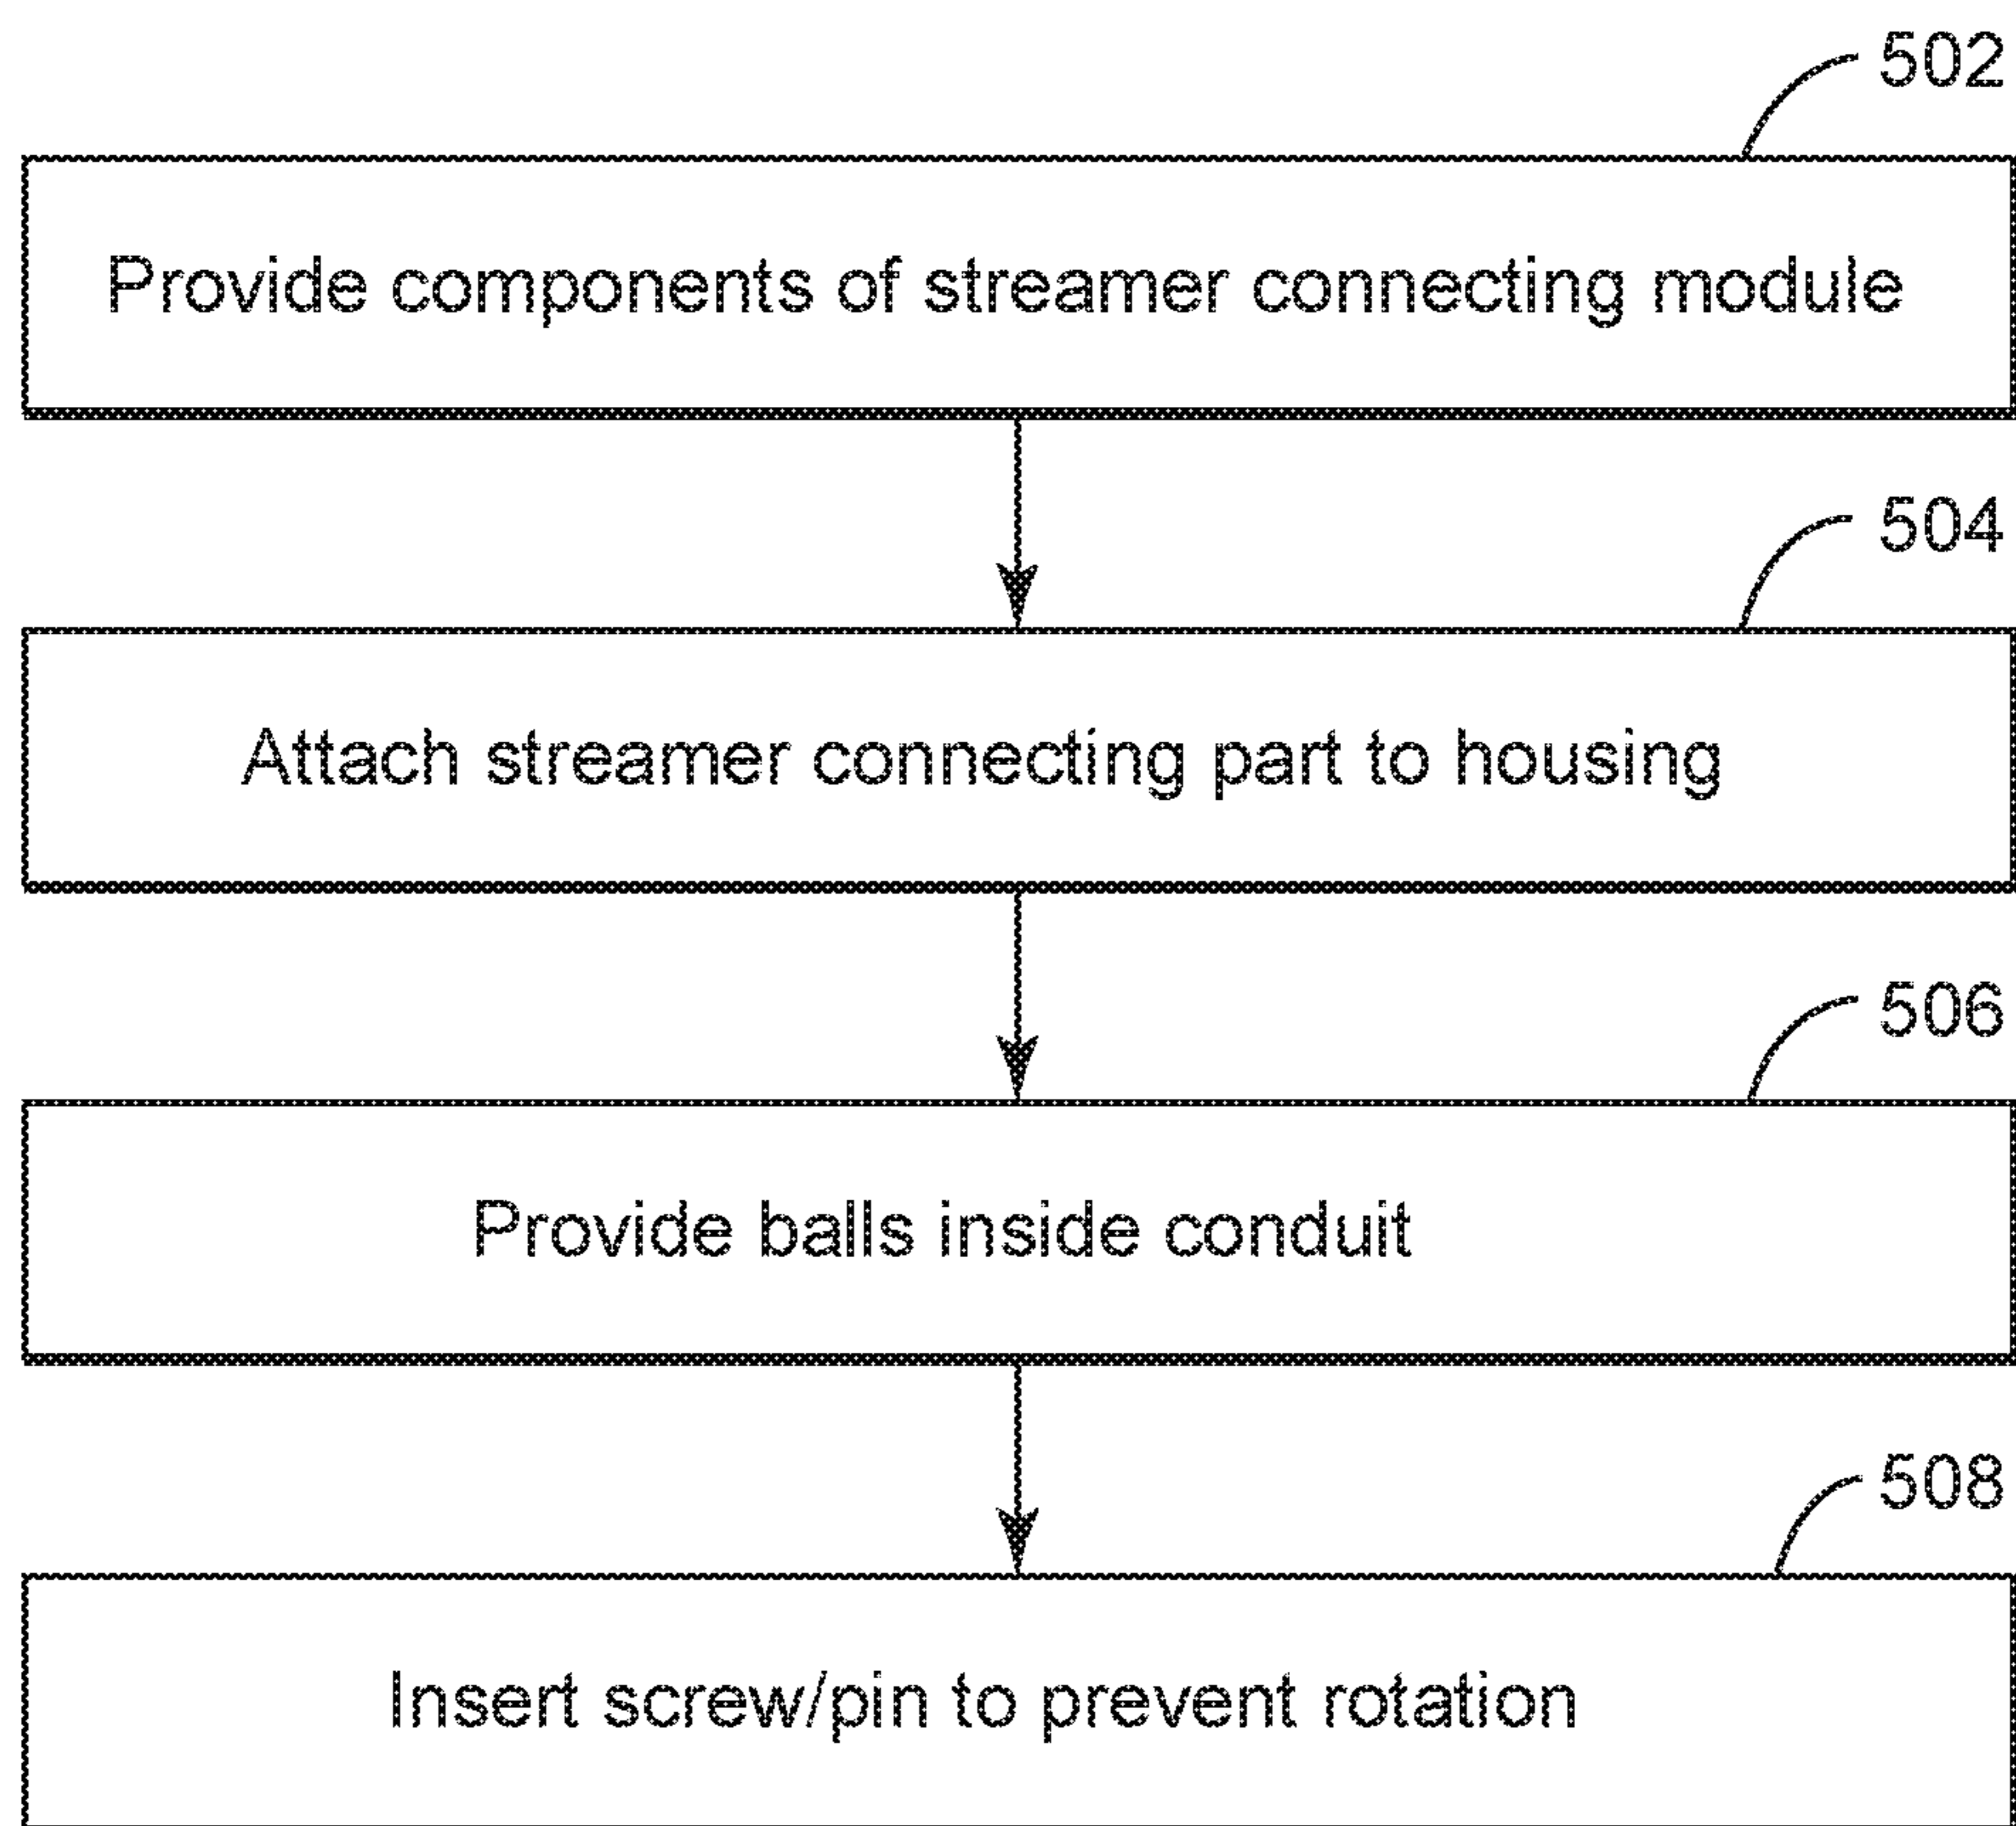 502
Provide components of streamer connecting module
504
Attach streamer connecting part to housing
506
Provide balls inside conduit
508
Insert screw/pin to prevent rotation